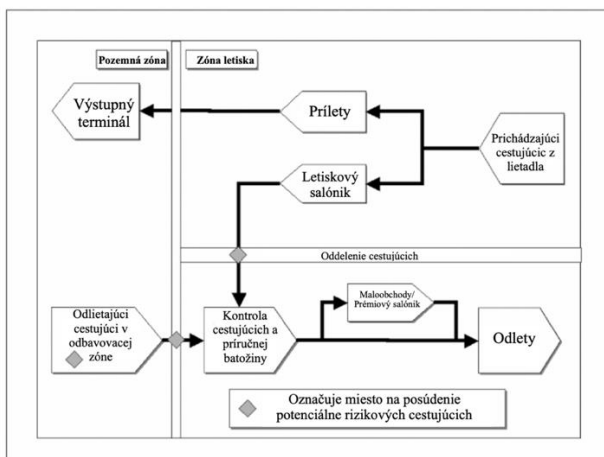 Pozemná zóna
Zóna letiska
Výstupný
terminál
Prílety
Prichádzajúci
cestujúcic z
lietadla
Letiskový
salónik
Oddelenie cestujúcich
Odlietajúci
cestujúci v
odbavovacej
zóne
Kontrola
cestujúcich a
príručnej
batožiny
Maloobchody/
Prémiový salónik
Odlety
Označuje miesto na posúdenie
potenciálne rizikových cestujúcich